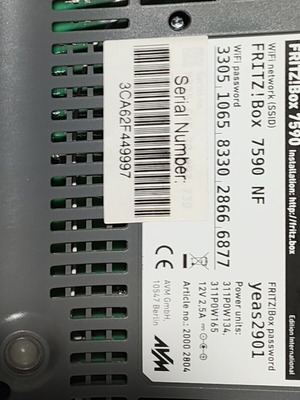 FRITZ!Box 7590
Installation: http://fritz.box
Edition International
WiFi network (SSID)
FRITZ!Box 7590 NF
WiFi password
3305 1065 8330 2866 6877
FRITZ!Box password
yeas2901
Power units:
311P0W134,
311P0W165
12V 2,5A
Article no.: 2000 2804
CE
AVM GmbH,
10547 Berlin
AVM
Serial Number:
3CA62F449997